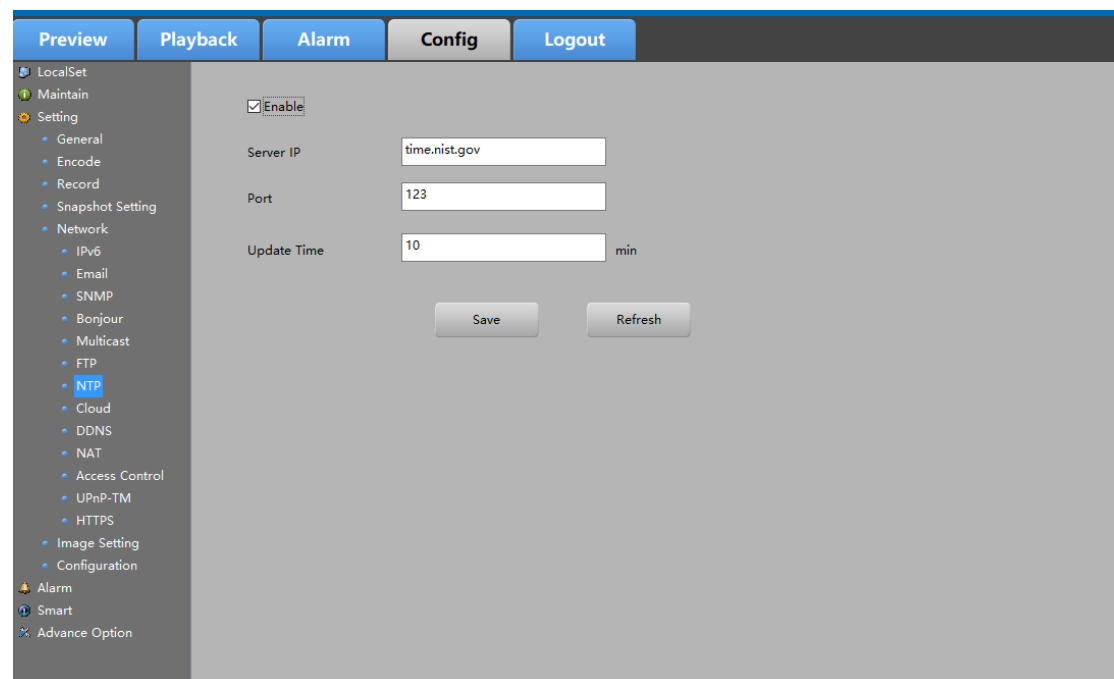 Preview Playback Alarm Config Logout
LocalSet
Maintain
Setting
General
Encode
Record
Snapshot Setting
Network
IPv6
Email
SNMP
Bonjour
Multicast
FTP
NTP
Cloud
DDNS
NAT
Access Control
UPnP-TM
HTTPS
Image Setting
Configuration
Alarm
Smart
Advance Option
Enable
Server IP time.nist.gov
Port 123
Update Time 10 min
Save Refresh